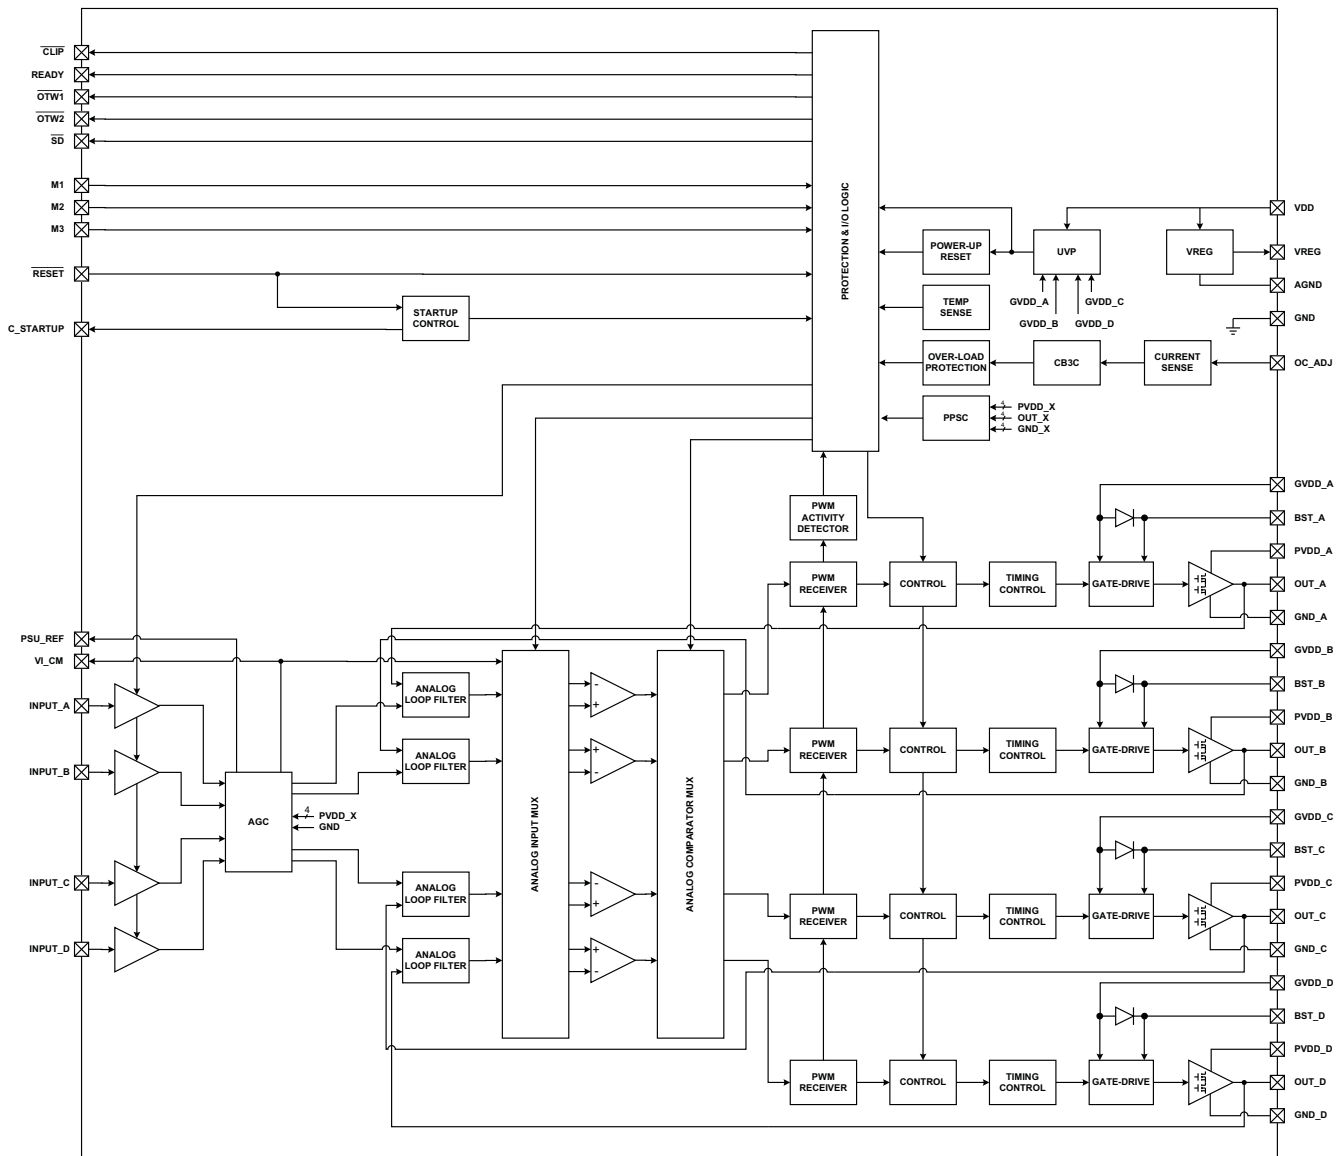 CLIP
READY
OTW1
OTW2
SD
M1
M2
M3
RESET
C_STARTUP
STARTUP
CONTROL
PROTECTION & I/O LOGIC
POWER-UP
RESET
UVP
VREG
GVDD_A
GVDD_C
GVDD_B
GVDD_D
TEMP
SENSE
OVER-LOAD
PROTECTION
CB3C
CURRENT
SENSE
PPSC
4
PVDD_X
4
OUT_X
4
GND_X
VDD
VREG
AGND
GND
OC_ADJ
PWM
ACTIVITY
DETECTOR
GVDD_A
BST_A
PVDD_A
OUT_A
GND_A
PWM
RECEIVER
CONTROL
TIMING
CONTROL
GATE-DRIVE
PSU_REF
VI_CM
INPUT_A
INPUT_B
INPUT_C
INPUT_D
AGC
4
PVDD_X
GND
ANALOG
LOOP FILTER
ANALOG
LOOP FILTER
ANALOG
LOOP FILTER
ANALOG
LOOP FILTER
ANALOG INPUT MUX
-
+
+
-
-
+
+
-
ANALOG COMPARATOR MUX
GVDD_B
BST_B
PVDD_B
OUT_B
GND_B
PWM
RECEIVER
CONTROL
TIMING
CONTROL
GATE-DRIVE
GVDD_C
BST_C
PVDD_C
OUT_C
GND_C
PWM
RECEIVER
CONTROL
TIMING
CONTROL
GATE-DRIVE
GVDD_D
BST_D
PVDD_D
OUT_D
GND_D
PWM
RECEIVER
CONTROL
TIMING
CONTROL
GATE-DRIVE